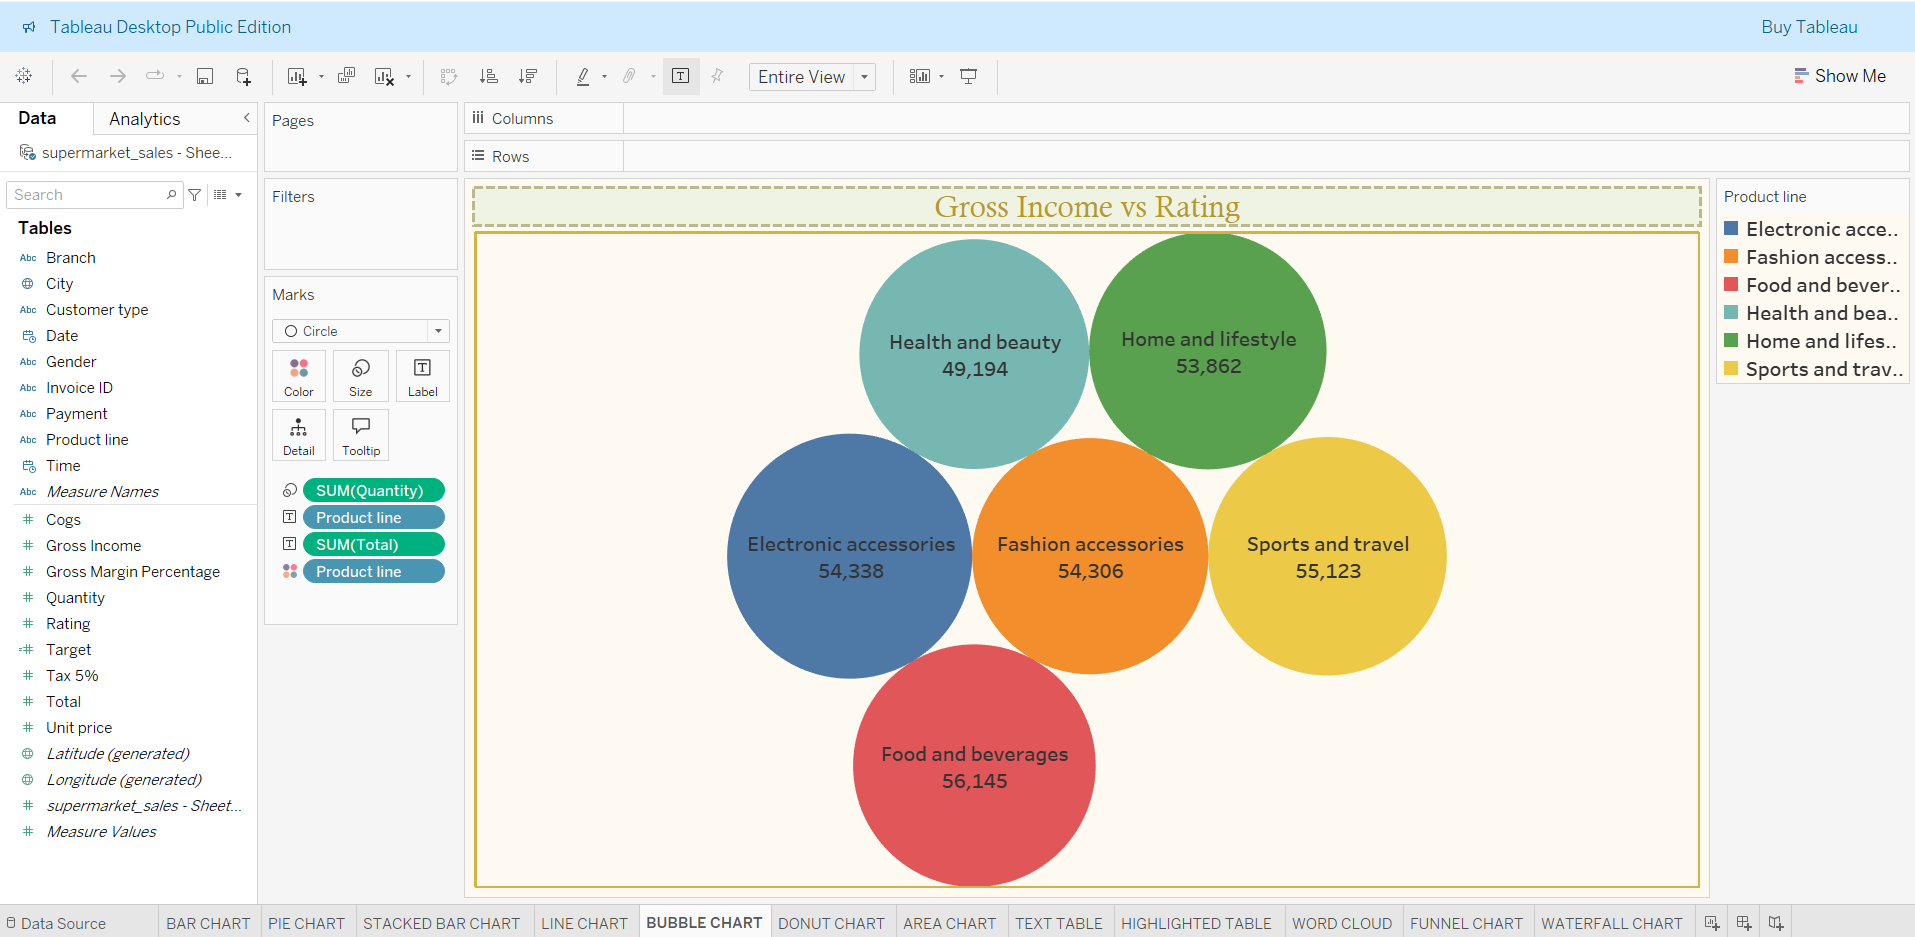 Tableau Desktop Public Edition
Buy Tableau
Entire View
Show Me
Data
Analytics
supermarket_sales - Shee...
Search
Tables
Abc Branch
City
Abc Customer type
Date
Abc Gender
Abc Invoice ID
Abc Payment
Abc Product line
Time
Abc Measure Names
# Cogs
# Gross Income
# Gross Margin Percentage
# Quantity
# Rating
=# Target
# Tax 5%
# Total
# Unit price
Latitude (generated)
Longitude (generated)
# supermarket_sales - Sheet...
# Measure Values
Pages
Filters
Marks
Circle
Color
Size
T
Label
Detail
Tooltip
SUM(Quantity)
T Product line
T SUM(Total)
Product line
Columns
Rows
Gross Income vs Rating
Health and beauty
49,194
Home and lifestyle
53,862
Electronic accessories
54,338
Fashion accessories
54,306
Sports and travel
55,123
Food and beverages
56,145
Product line
Electronic acce..
Fashion access..
Food and bever..
Health and bea..
Home and lifes..
Sports and trav..
Data Source
BAR CHART
PIE CHART
STACKED BAR CHART
LINE CHART
BUBBLE CHART
DONUT CHART
AREA CHART
TEXT TABLE
HIGHLIGHTED TABLE
WORD CLOUD
FUNNEL CHART
WATERFALL CHART